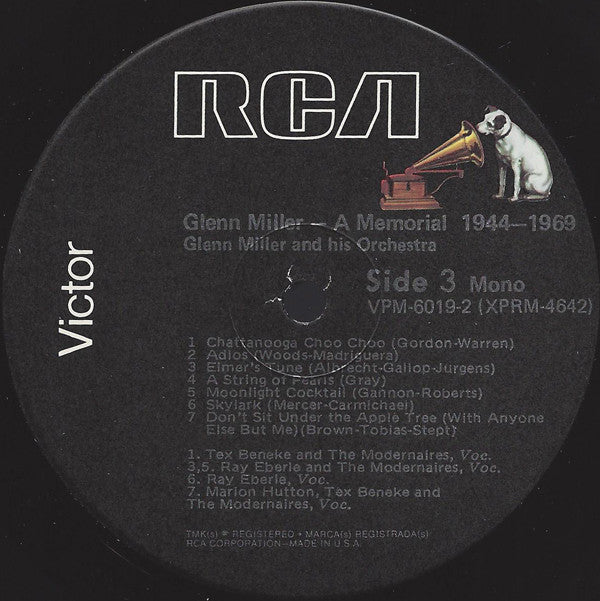 RCA
Victor
Glenn Miller – A Memorial 1944–1969
Glenn Miller and his Orchestra
Side 3 Mono
VPM-6019-2 (XPRM-4642)
1 Chattanooga Choo Choo (Gordon-Warren)
2 Adios (Woods-Madriguera)
3 Elmer's Tune (Albrecht-Gallop-Jurgens)
4 A String of Pearls (Gray)
5 Moonlight Cocktail (Gannon-Roberts)
6 Skylark (Mercer-Carmichael)
7 Don't Sit Under the Apple Tree (With Anyone
Else But Me)(Brown-Tobias-Stept)
1. Tex Beneke and The Modernaires, Voc.
3,5. Ray Eberle and The Modernaires, Voc.
6. Ray Eberle, Voc.
7. Marion Hutton, Tex Beneke and
The Modernaires, Voc.
TMK(s) ® REGISTERED • MARCA(s) REGISTRADA(s)
RCA CORPORATION—MADE IN U.S.A.